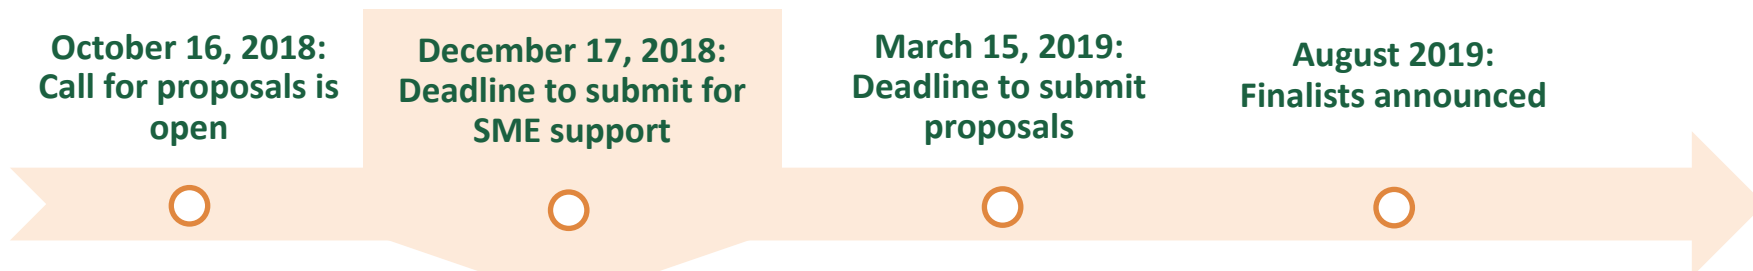 October 16, 2018:
Call for proposals is
open
December 17, 2018:
Deadline to submit for
SME support
March 15, 2019:
Deadline to submit
proposals
August 2019:
Finalists announced